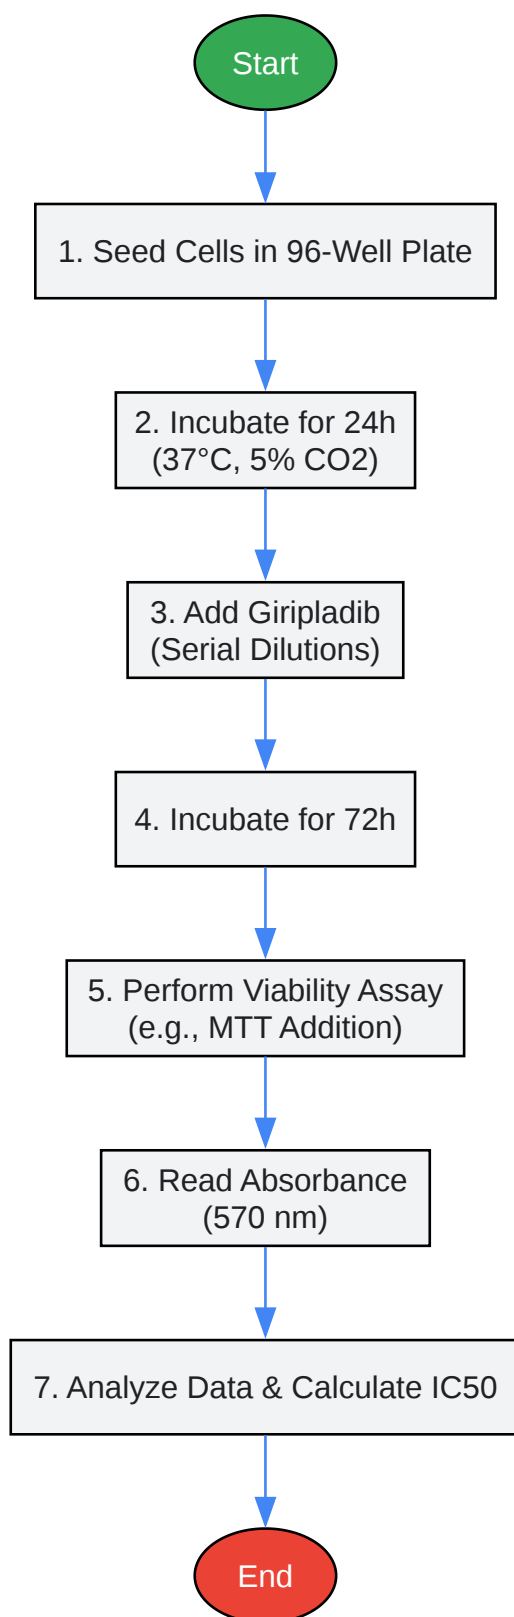 Start
1. Seed Cells in 96-Well Plate
2. Incubate for 24h
(37°C, 5% CO2)
3. Add Giripladib
(Serial Dilutions)
4. Incubate for 72h
5. Perform Viability Assay
(e.g., MTT Addition)
6. Read Absorbance
(570 nm)
7. Analyze Data & Calculate IC50
End